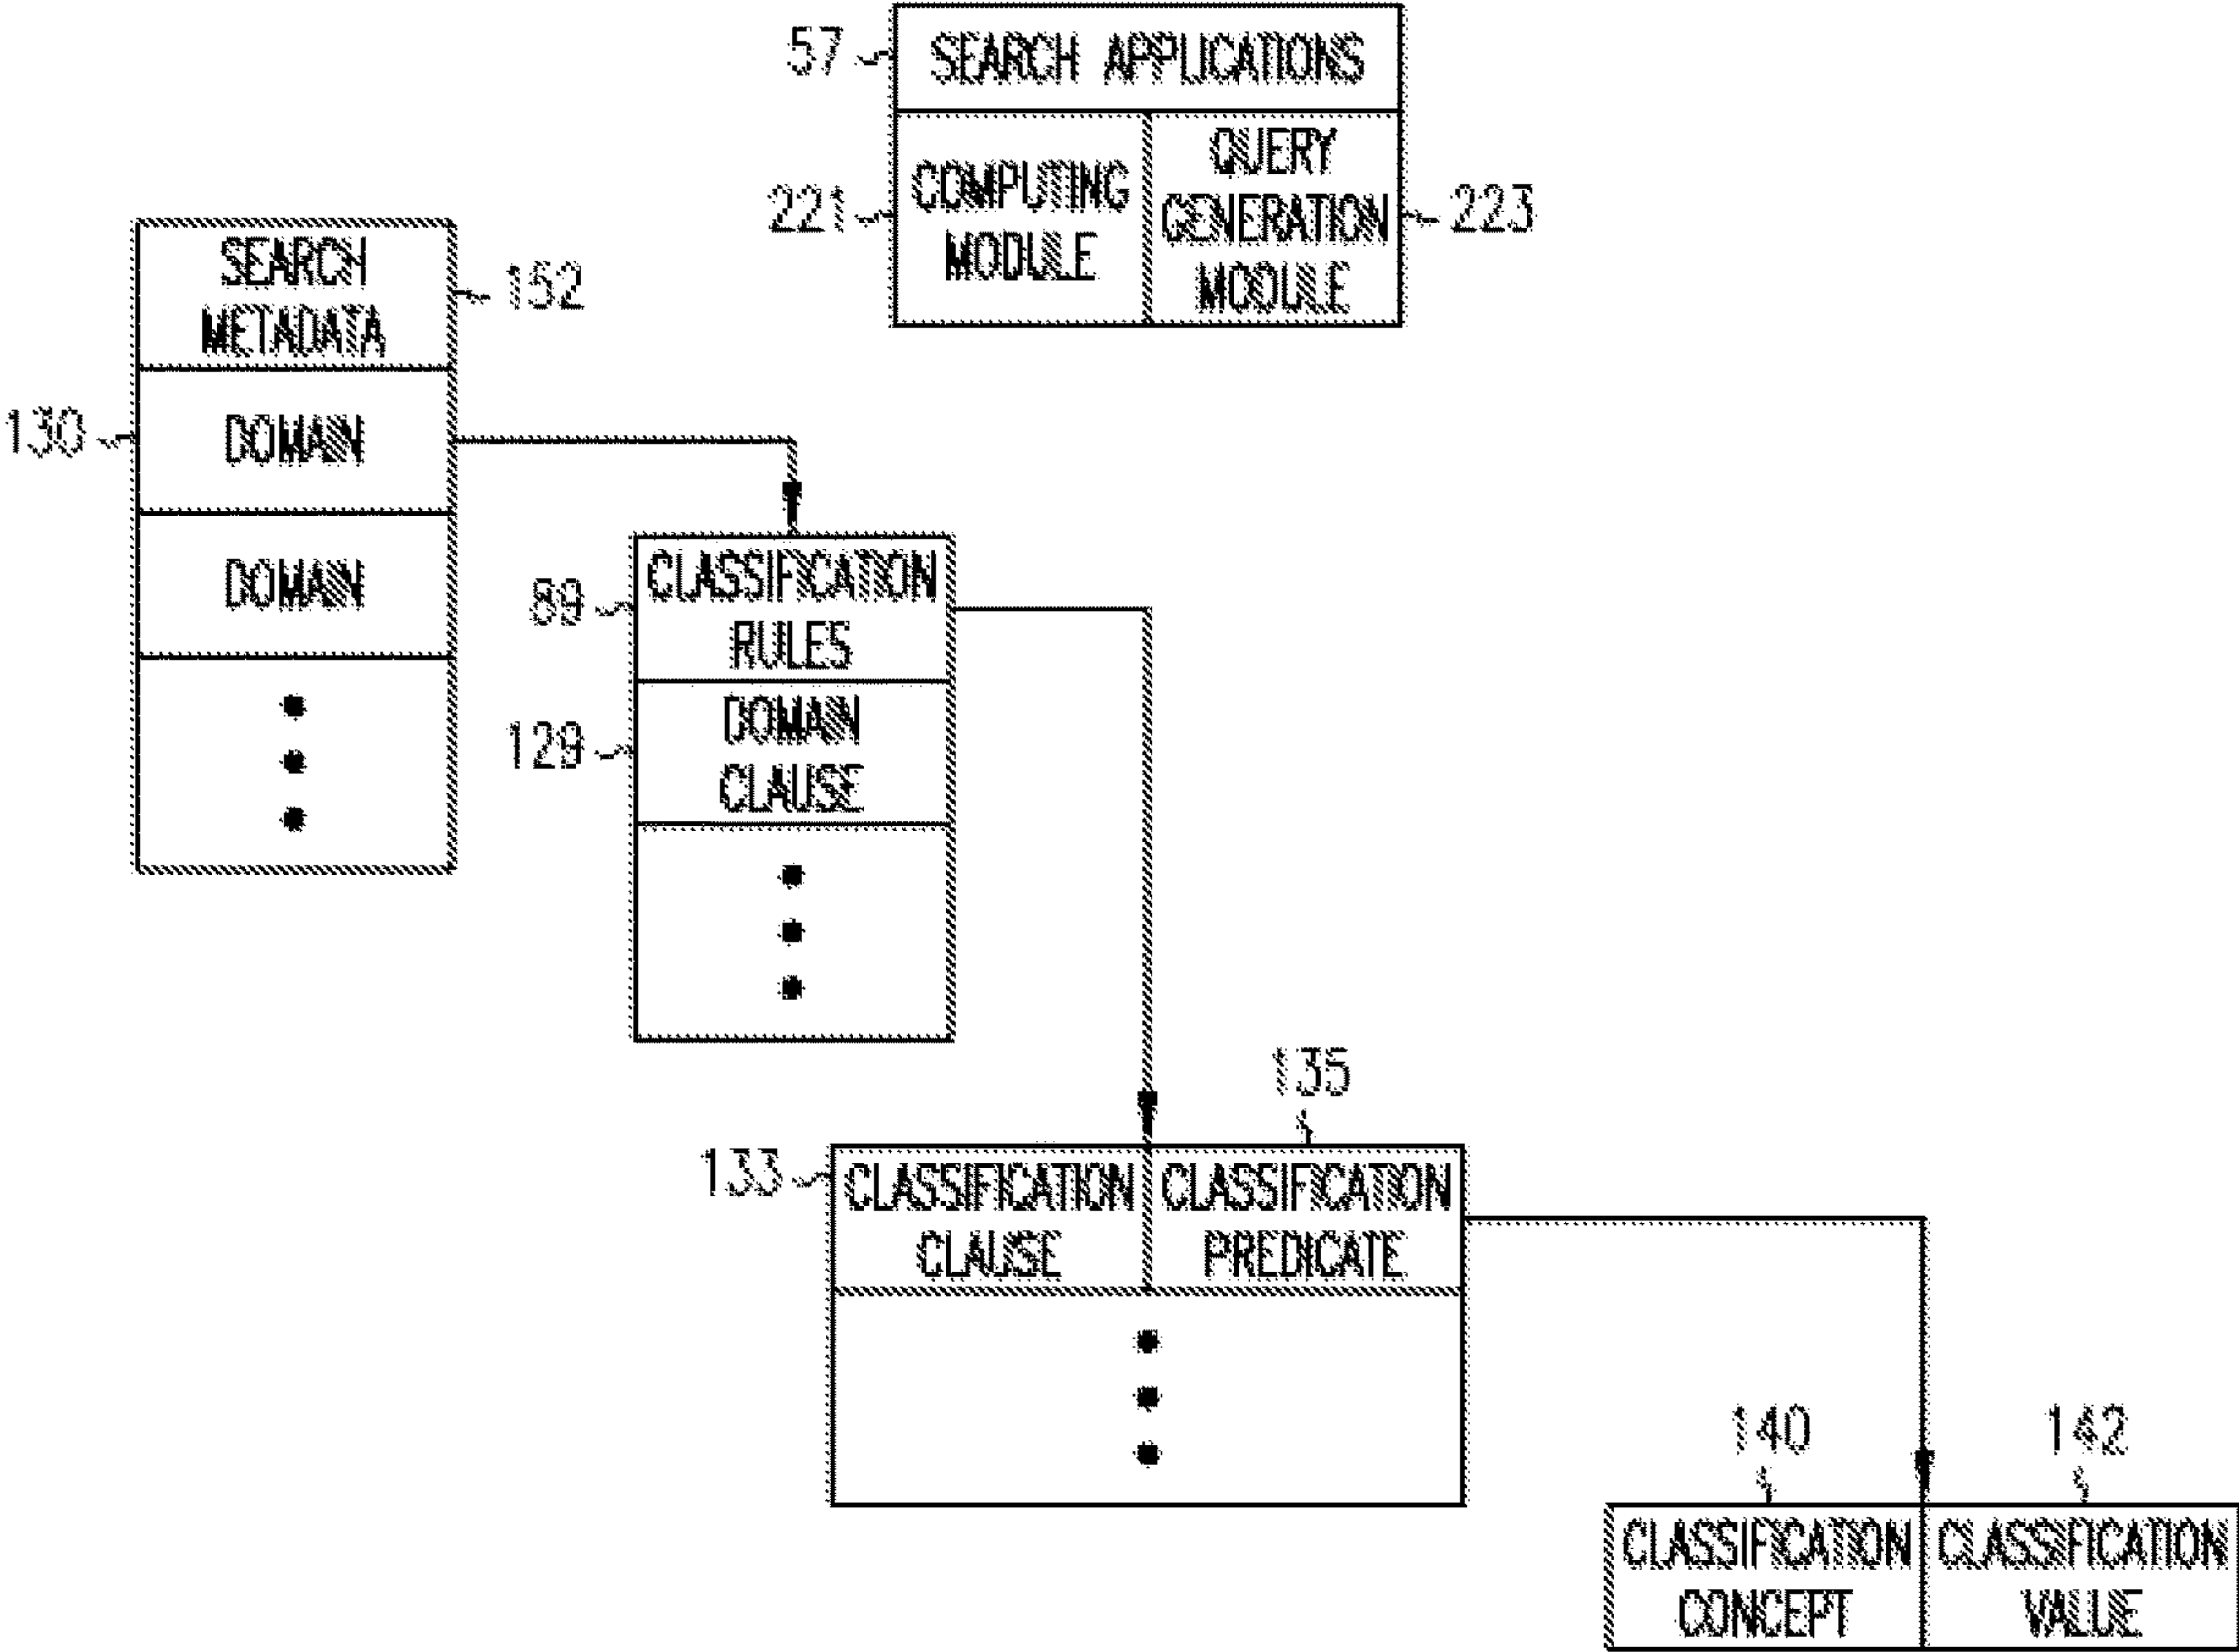 57
SEARCH APPLICATIONS
221
COMPUTING
MODULE
QUERY
GENERATION
MODULE
223
SEARCH
METADATA
152
130
DOMAIN
DOMAIN
89
CLASSIFICATION
RULES
129
DOMAIN
CLAUSE
135
133
CLASSIFICATION
CLAUSE
CLASSIFICATION
PREDICATE
140
142
CLASSIFICATION
CONCEPT
CLASSIFICATION
VALUE